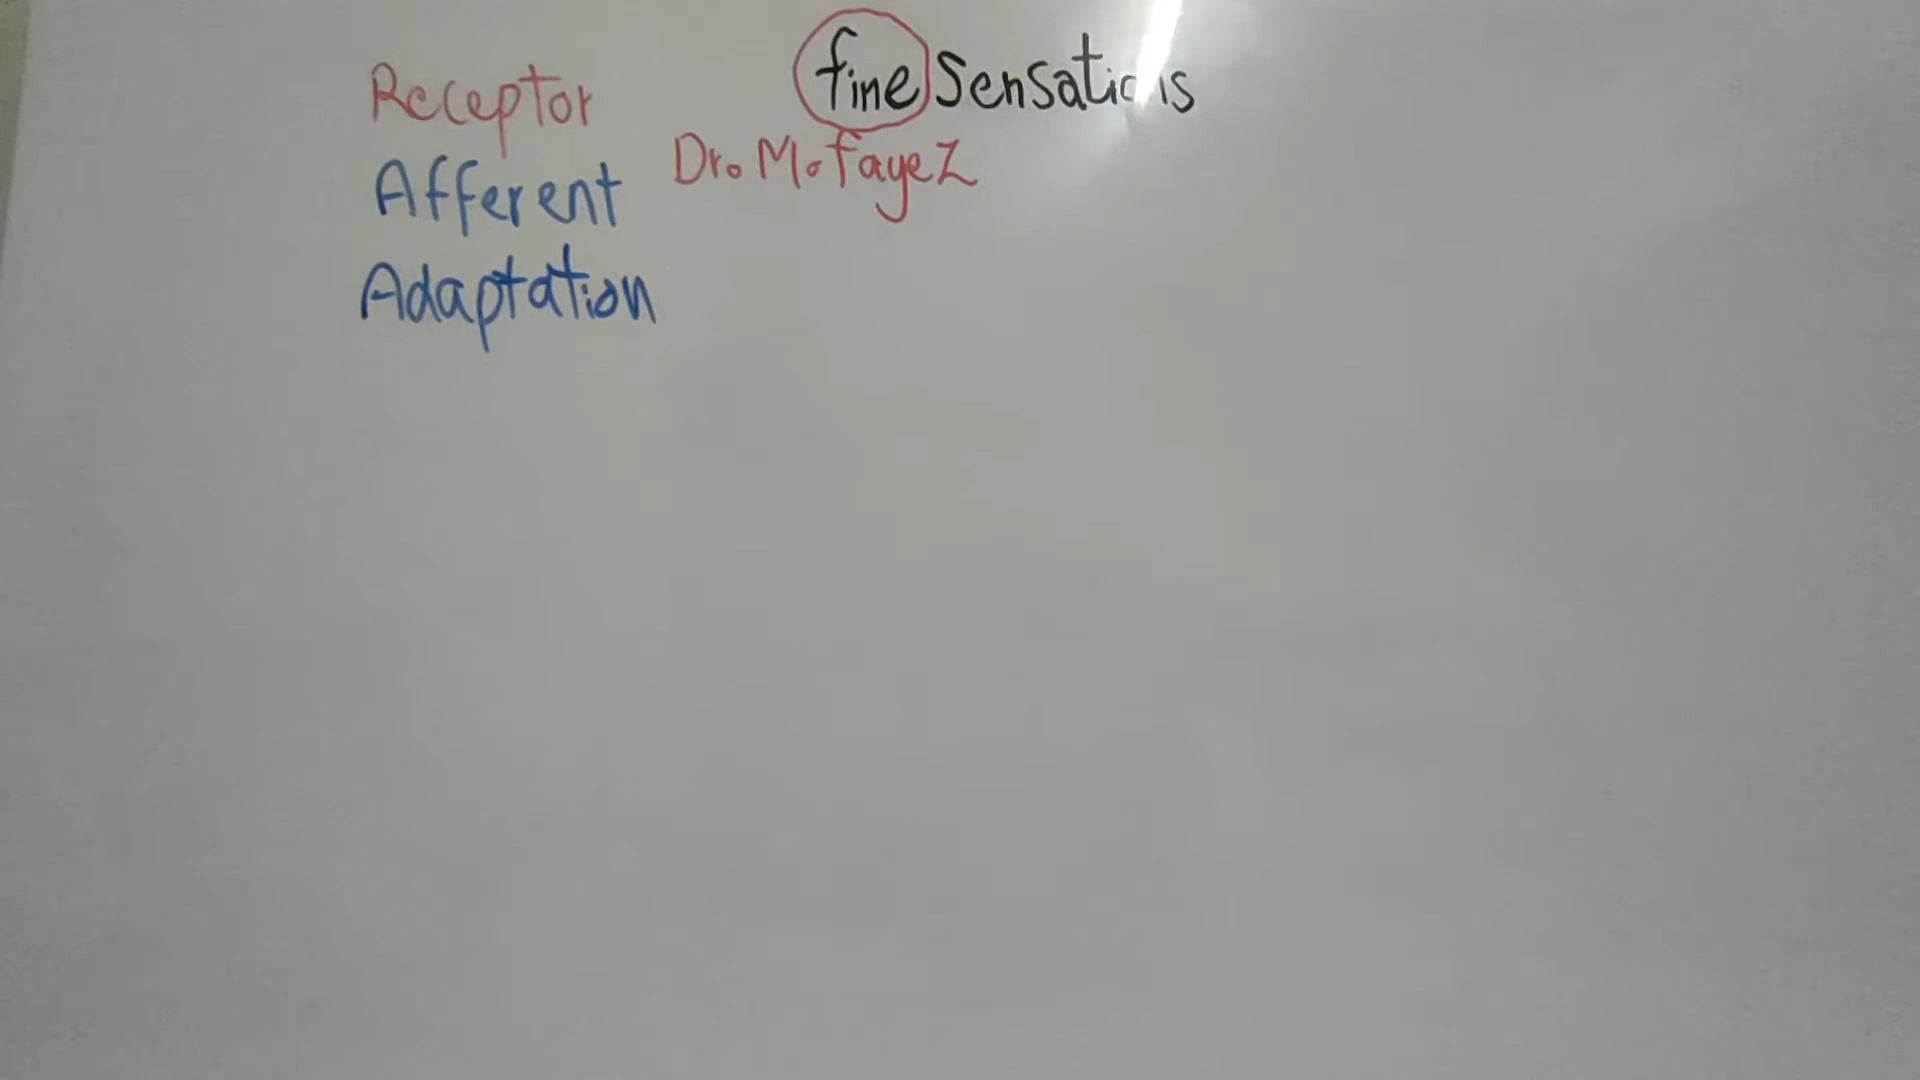 fine Sensations
Receptor
Dr. M. fayez
Afferent
Adaptation